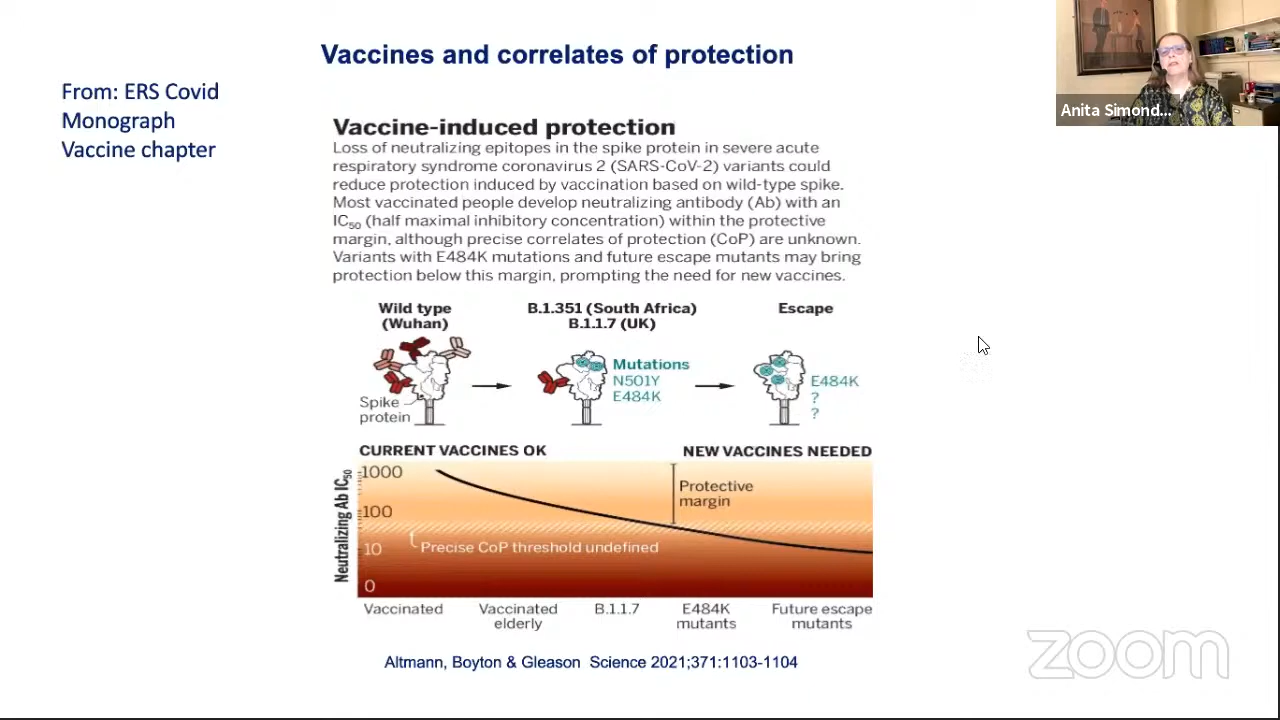 Vaccines and correlates of protection
From: ERS Covid
Monograph
Vaccine chapter
Anita Simond...
Vaccine-induced protection
Loss of neutralizing epitopes in the spike protein in severe acute
respiratory syndrome coronavirus 2 (SARS-CoV-2) variants could
reduce protection induced by vaccination based on wild-type spike.
Most vaccinated people develop neutralizing antibody (Ab) with an
IC50 (half maximal inhibitory concentration) within the protective
margin, although precise correlates of protection (CoP) are unknown.
Variants with E484K mutations and future escape mutants may bring
protection below this margin, prompting the need for new vaccines.
Wild type
(Wuhan)
B.1.351 (South Africa)
B.1.1.7 (UK)
Escape
Mutations
N501Y
E484K
E484K
?
?
Spike
protein
CURRENT VACCINES OK
NEW VACCINES NEEDED
Neutralizing Ab IC50
1000
100
10
0
Protective
margin
Precise CoP threshold undefined
Vaccinated
Vaccinated
elderly
B.1.1.7
E484K
mutants
Future escape
mutants
Altmann, Boyton & Gleason Science 2021;371:1103-1104
zoom